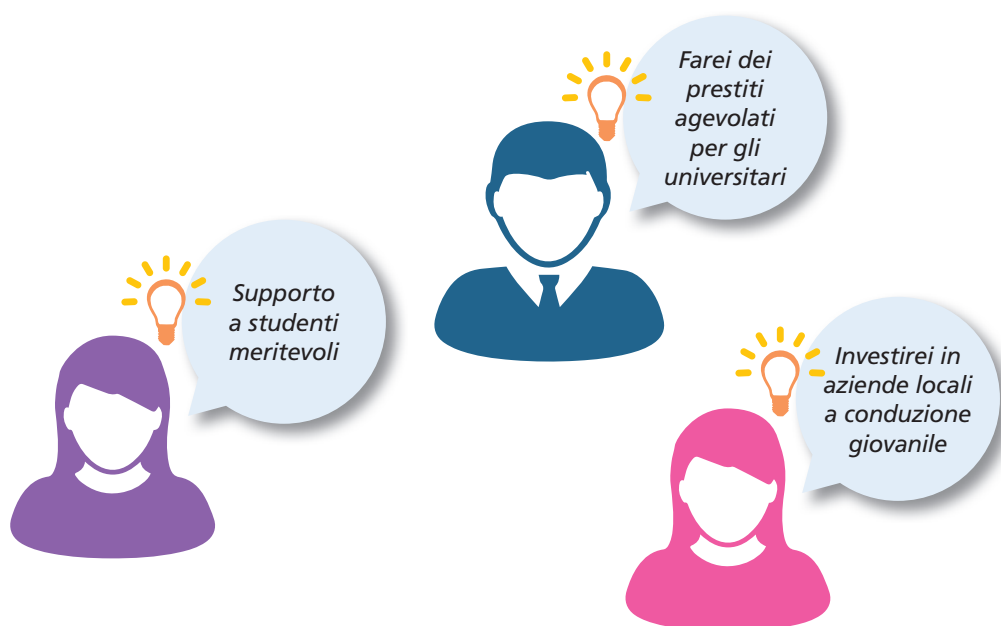 Farei dei
prestiti
agevolati
per gli
universitari
Supporto
a studenti
meritevoli
Investirei in
aziende locali
a conduzione
giovanile